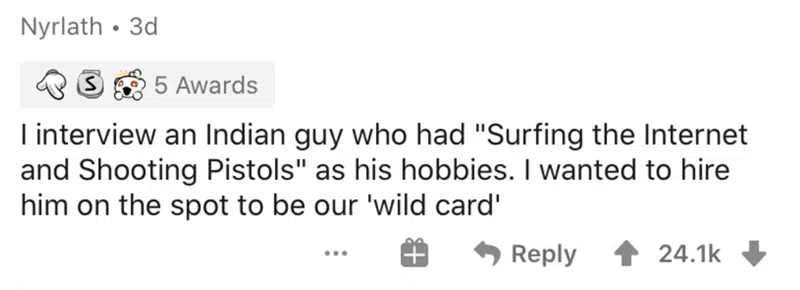 Nyrlath • 3d
S 5 Awards
I interview an Indian guy who had "Surfing the Internet
and Shooting Pistols" as his hobbies. I wanted to hire
him on the spot to be our 'wild card'
... Reply 24.1k